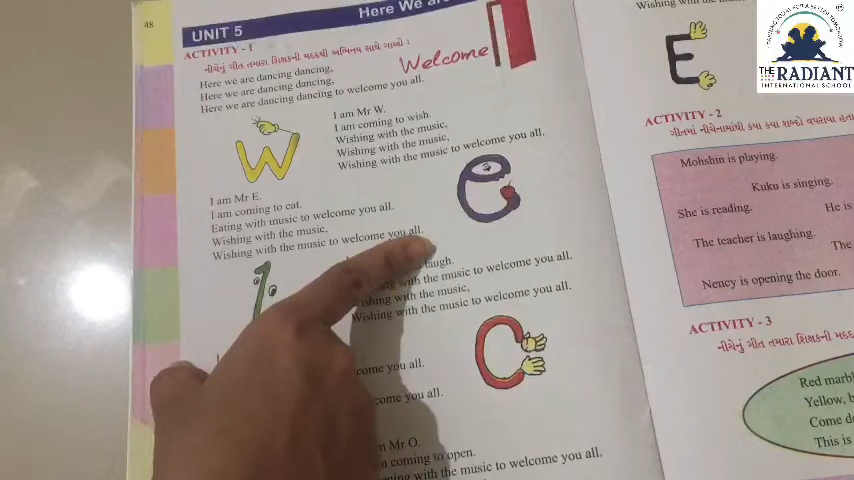 48
UNIT 5
Here We
ACTIVITY - 1
નીચેનું ગીત તમારા શિક્ષકની મદદથી અભિનય સાથે ગાઓ :
Here we are dancing dancing,
Here we are dancing dancing,
Here we are dancing dancing to welcome you all.
Welcome
I am Mr W.
I am coming to wish.
Wishing with the music,
Wishing with the music,
Wishing with the music to welcome you all.
W
I am Mr E.
I am coming to eat.
Eating with music to welcome you all.
Wishing with the music,
Wishing with the music to welcome you all.
e
l
laugh.
with the music to welcome you all.
with the music,
Wishing with the music to welcome you all.
C
come you all.
come you all.
Mr O.
coming to open.
with the music to welcome you all.
Wishing with the
E
ACTIVITY - 2
ગીતમાં નીચેનામાંથી કયા કયા શબ્દો વપરાયા
Mohshin is playing.
Kuku is singing.
She is reading.
He is
The teacher is laughing.
The
Nency is opening the door.
ACTIVITY - 3
નીચેનું ગીત તમારા શિક્ષકની
Red marb
Yellow, b
Come d
This is
THE RADIANT
INTERNATIONAL SCHOOL